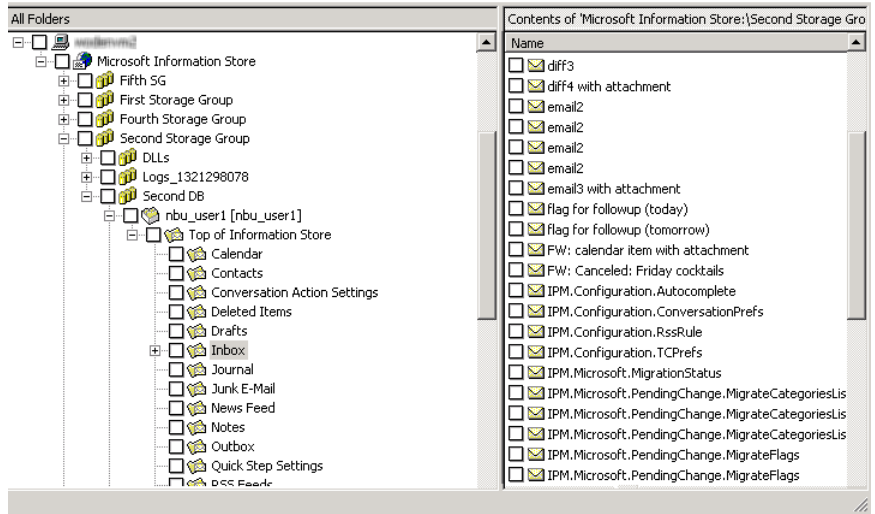 All Folders
Microsoft Information Store
Fifth SG
First Storage Group
Fourth Storage Group
Second Storage Group
DLLs
Logs_1321298078
Second DB
nbu_user1 [nbu_user1]
Top of Information Store
Calendar
Contacts
Conversation Action Settings
Deleted Items
Drafts
Inbox
Journal
Junk E-Mail
News Feed
Notes
Outbox
Quick Step Settings
RSS Feeds
Contents of 'Microsoft Information Store:\Second Storage Gro
Name
diff3
diff4 with attachment
email2
email2
email2
email2
email3 with attachment
flag for followup (today)
flag for followup (tomorrow)
FW: calendar item with attachment
FW: Canceled: Friday cocktails
IPM.Configuration.Autocomplete
IPM.Configuration.ConversationPrefs
IPM.Configuration.RssRule
IPM.Configuration.TCPrefs
IPM.Microsoft.MigrationStatus
IPM.Microsoft.PendingChange.MigrateCategoriesLis
IPM.Microsoft.PendingChange.MigrateCategoriesLis
IPM.Microsoft.PendingChange.MigrateCategoriesLis
IPM.Microsoft.PendingChange.MigrateFlags
IPM.Microsoft.PendingChange.MigrateFlags